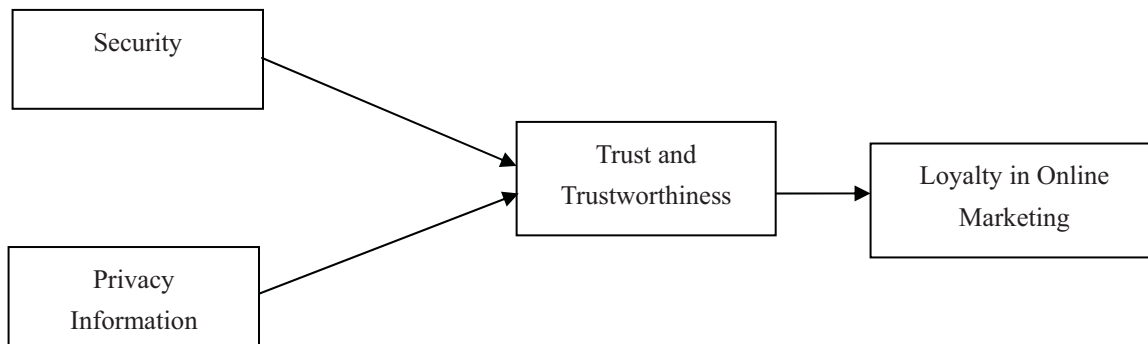 Security
Trust and
Trustworthiness
Loyalty in Online
Marketing
Privacy
Information